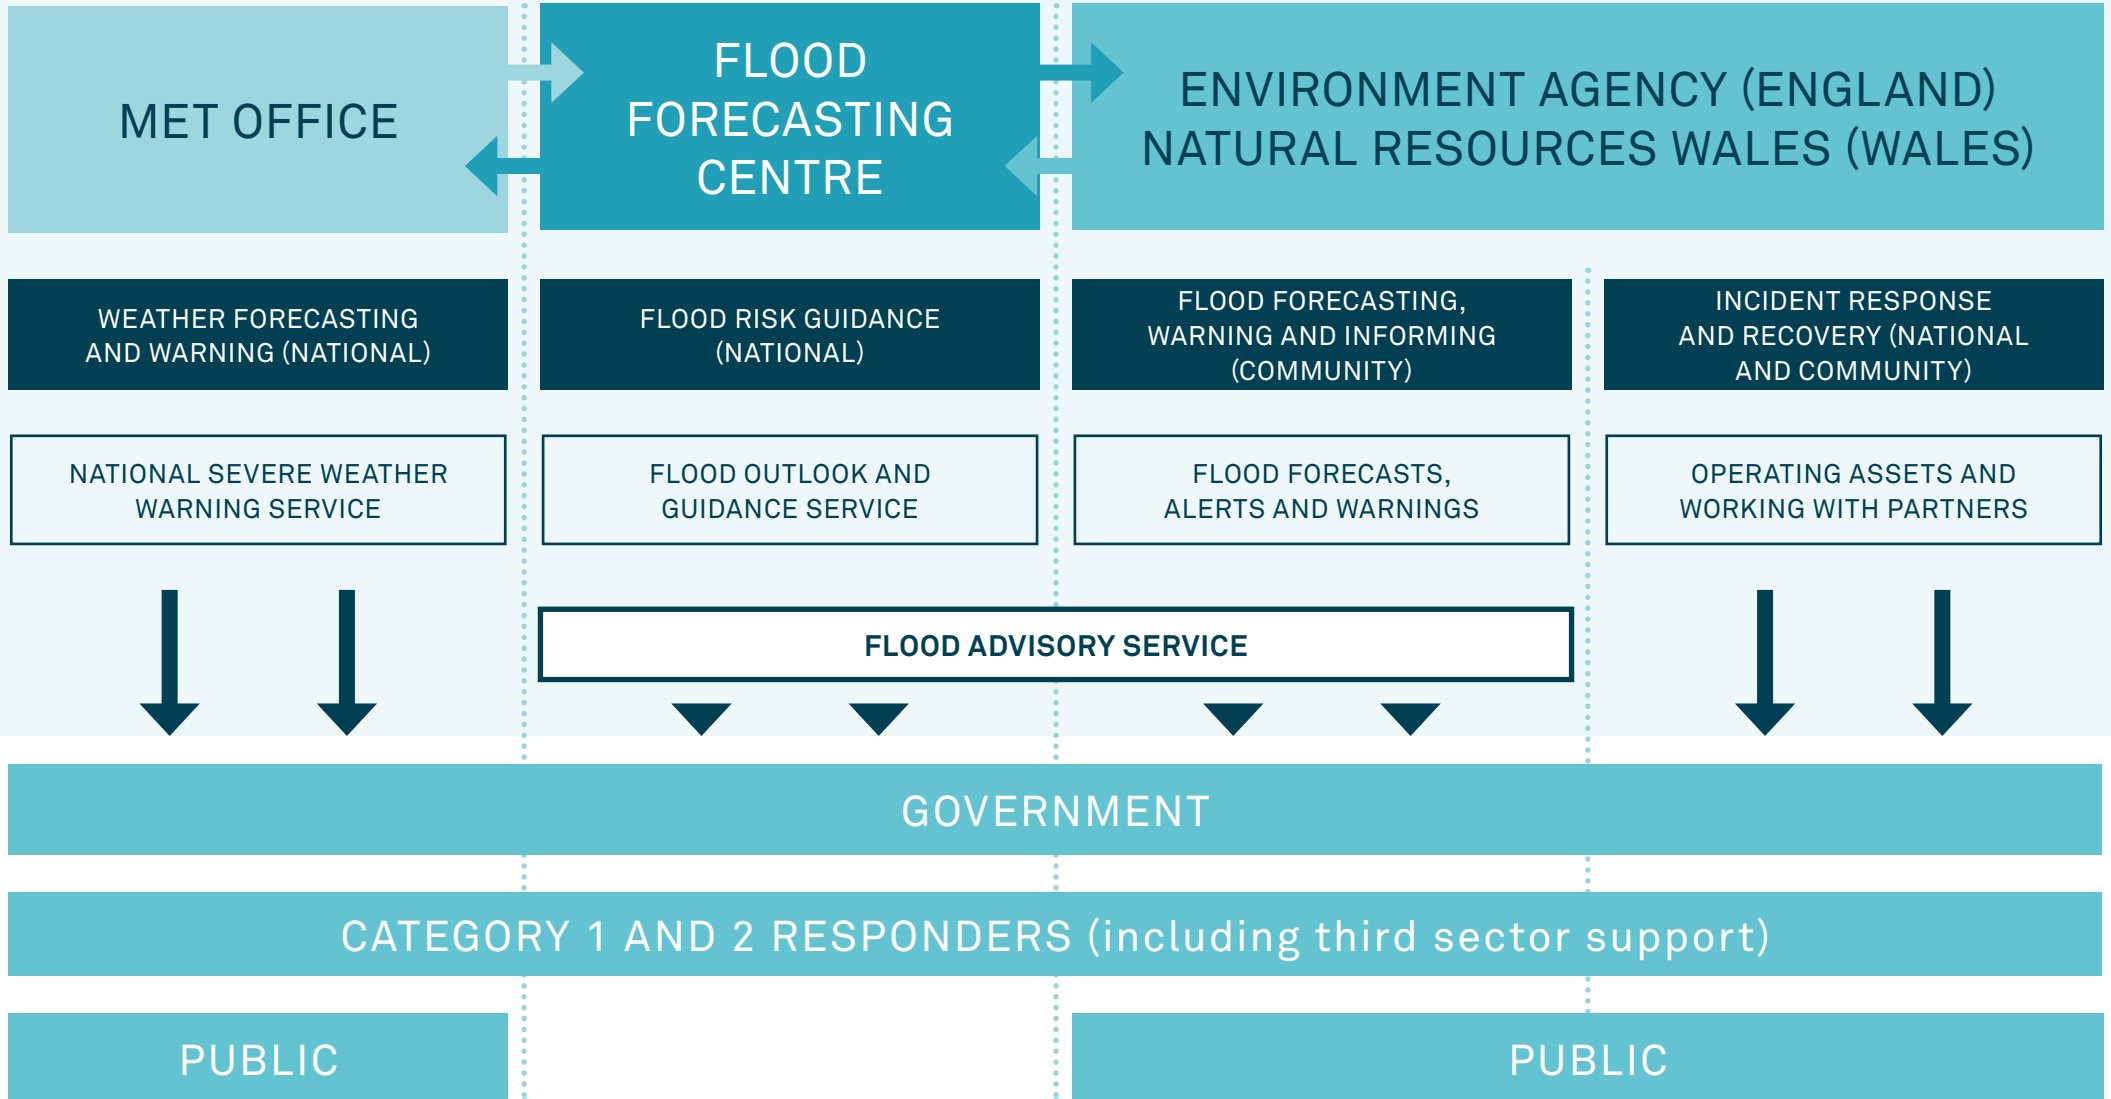 MET OFFICE
FLOOD
FORECASTING
CENTRE
ENVIRONMENT AGENCY (ENGLAND)
NATURAL RESOURCES WALES (WALES)
WEATHER FORECASTING
AND WARNING (NATIONAL)
FLOOD RISK GUIDANCE
(NATIONAL)
FLOOD FORECASTING,
WARNING AND INFORMING
(COMMUNITY)
INCIDENT RESPONSE
AND RECOVERY (NATIONAL
AND COMMUNITY)
NATIONAL SEVERE WEATHER
WARNING SERVICE
FLOOD OUTLOOK AND
GUIDANCE SERVICE
FLOOD FORECASTS,
ALERTS AND WARNINGS
OPERATING ASSETS AND
WORKING WITH PARTNERS
FLOOD ADVISORY SERVICE
GOVERNMENT
CATEGORY 1 AND 2 RESPONDERS (including third sector support)
PUBLIC
PUBLIC